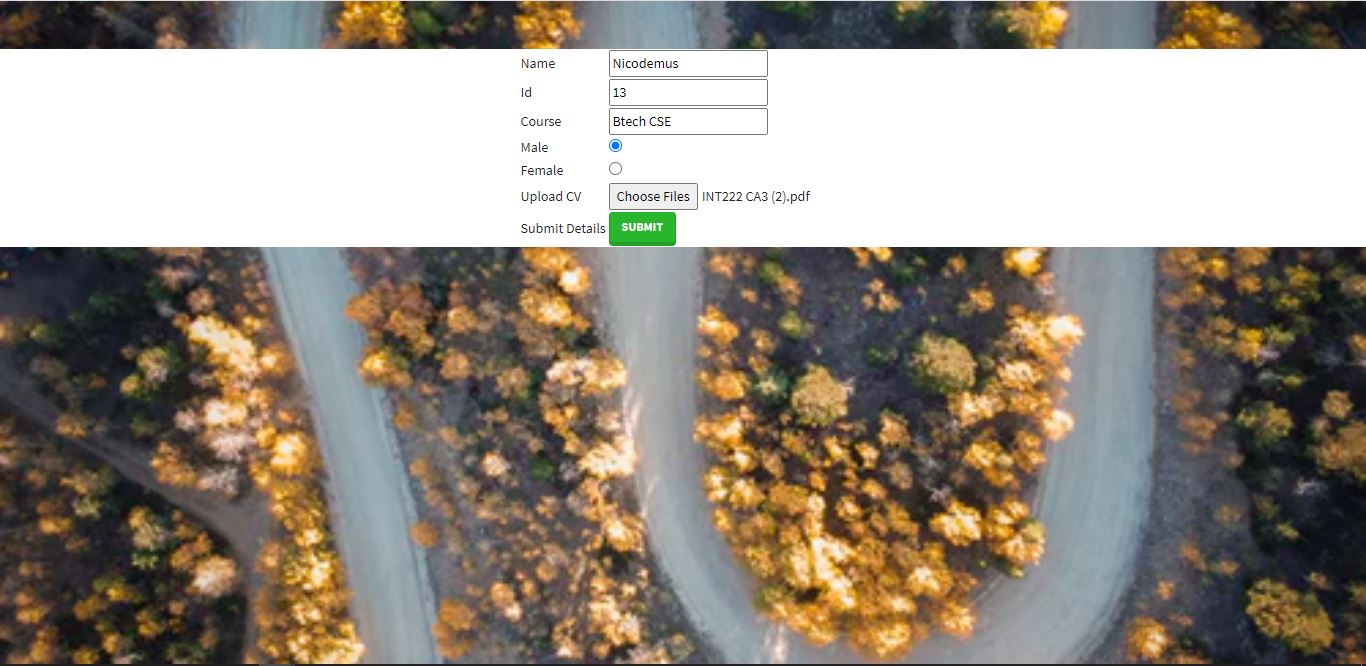 Name Nicodemus
Id 13
Course Btech CSE
Male
Female
Upload CV Choose Files INT222 CA3 (2).pdf
Submit Details SUBMIT